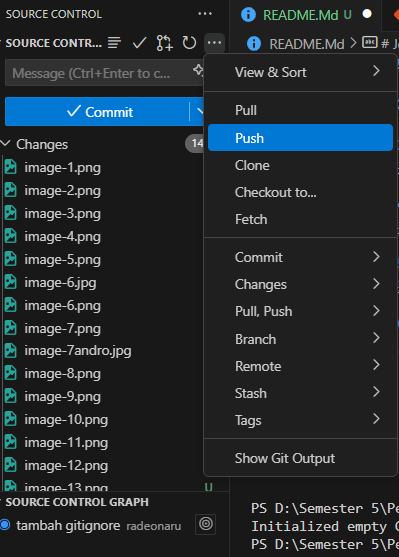 SOURCE CONTROL
README.Md U
SOURCE CONTR...
README.Md > # J
Message (Ctrl+Enter to c...
Commit
Changes
14
image-1.png
image-2.png
image-3.png
image-4.png
image-5.png
image-6.jpg
image-6.png
image-7.png
image-7andro.jpg
image-8.png
image-9.png
image-10.png
image-11.png
image-12.png
image-13.png U
View & Sort
Pull
Push
Clone
Checkout to...
Fetch
Commit
Changes
Pull, Push
Branch
Remote
Stash
Tags
Show Git Output
SOURCE CONTROL GRAPH
tambah gitignore radeonaru
PS D:\Semester 5\Pe
Initialized empty G
PS D:\Semester 5\Pe